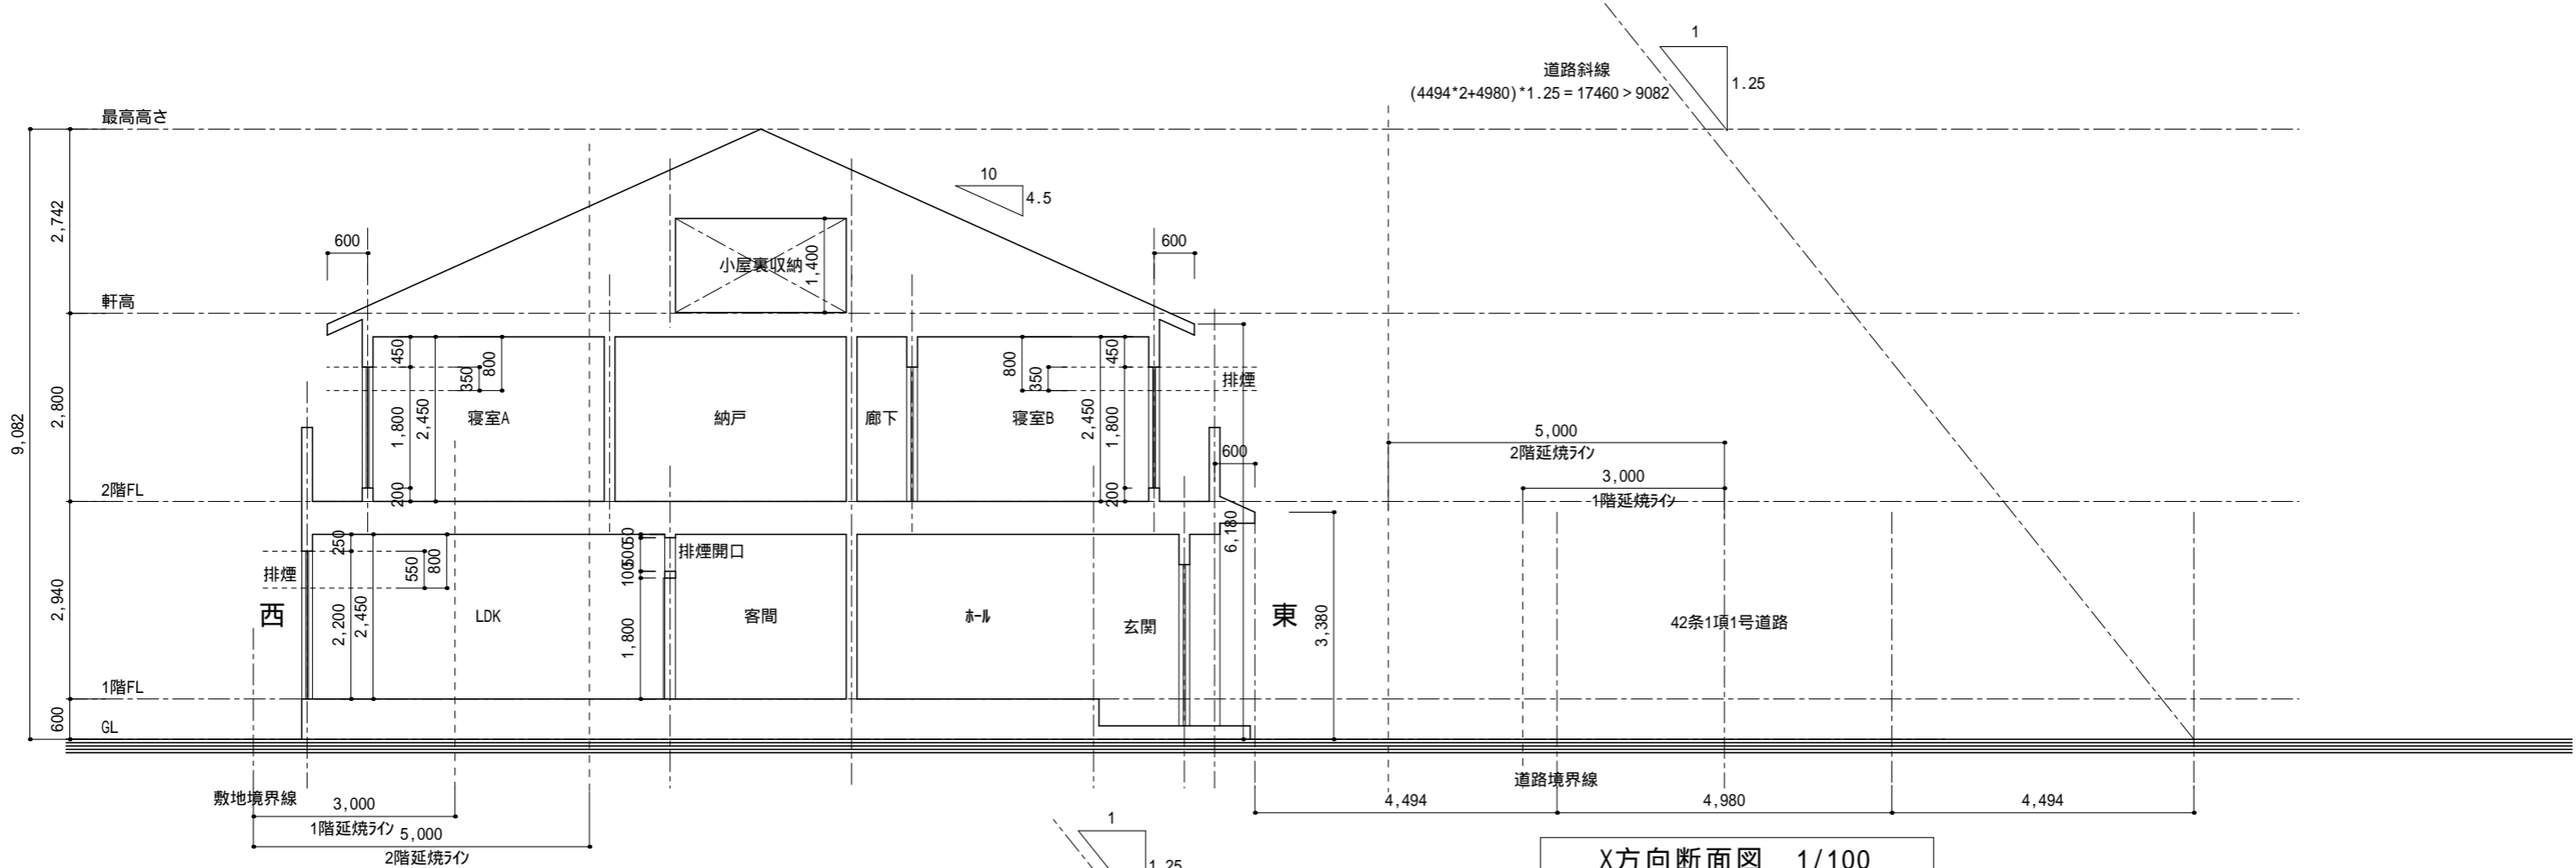 1
道路斜線
1.25
(4494*2+4980)*1.25 = 17460 > 9082
最高高さ
10
4.5
2,742
600
600
小屋裏収納
1,400
軒高
450
800
350
800
350
450
排煙
9,082
2,800
1,800
2,450
寝室A
納戸
廊下
寝室B
2,450
1,800
5,000
2階延焼ライン
600
3,000
1階延焼ライン
2階FL
200
200
6,180
250
50
500
100
排煙開口
排煙
550
800
西
2,940
2,200
2,450
LDK
1,800
客間
ホール
玄関
東
3,380
42条1項1号道路
1階FL
600
GL
敷地境界線
3,000
1階延焼ライン
5,000
2階延焼ライン
道路境界線
4,494
4,980
4,494
1
1.25
X方向断面図 1/100